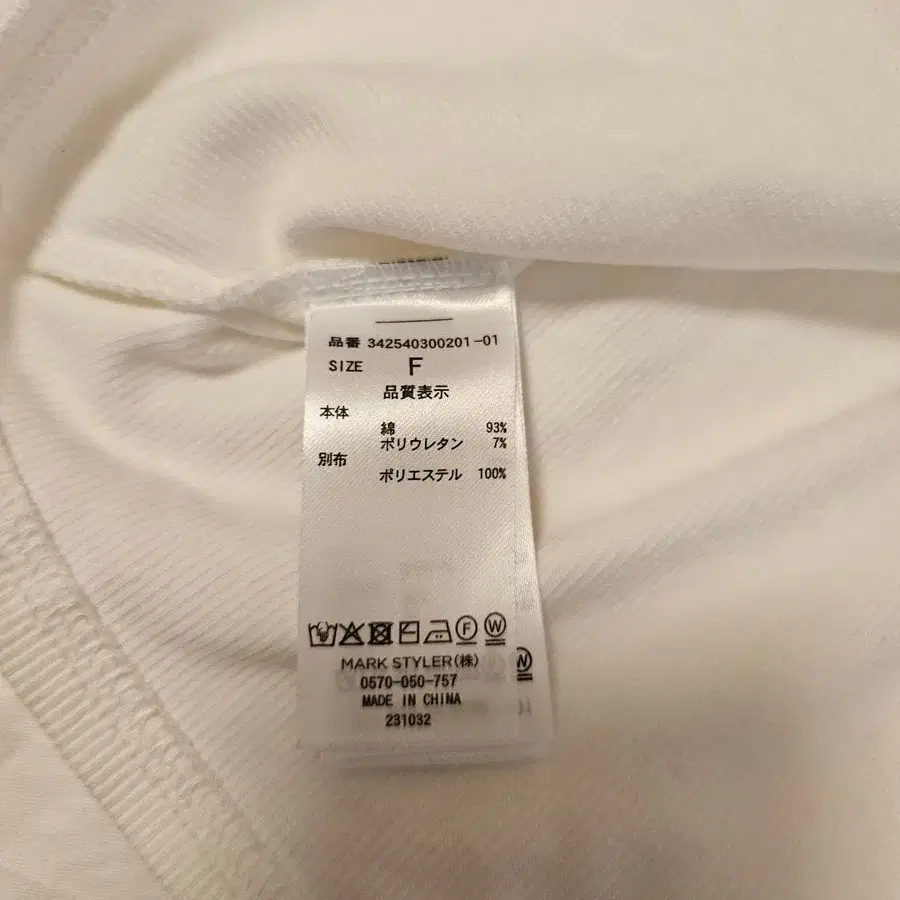 品番 342540300201-01
SIZE F
品質表示
本体
綿 93%
ポリウレタン 7%
別布
ポリエステル 100%
F W
MARK STYLER(株)
0570-050-757
MADE IN CHINA
231032
W